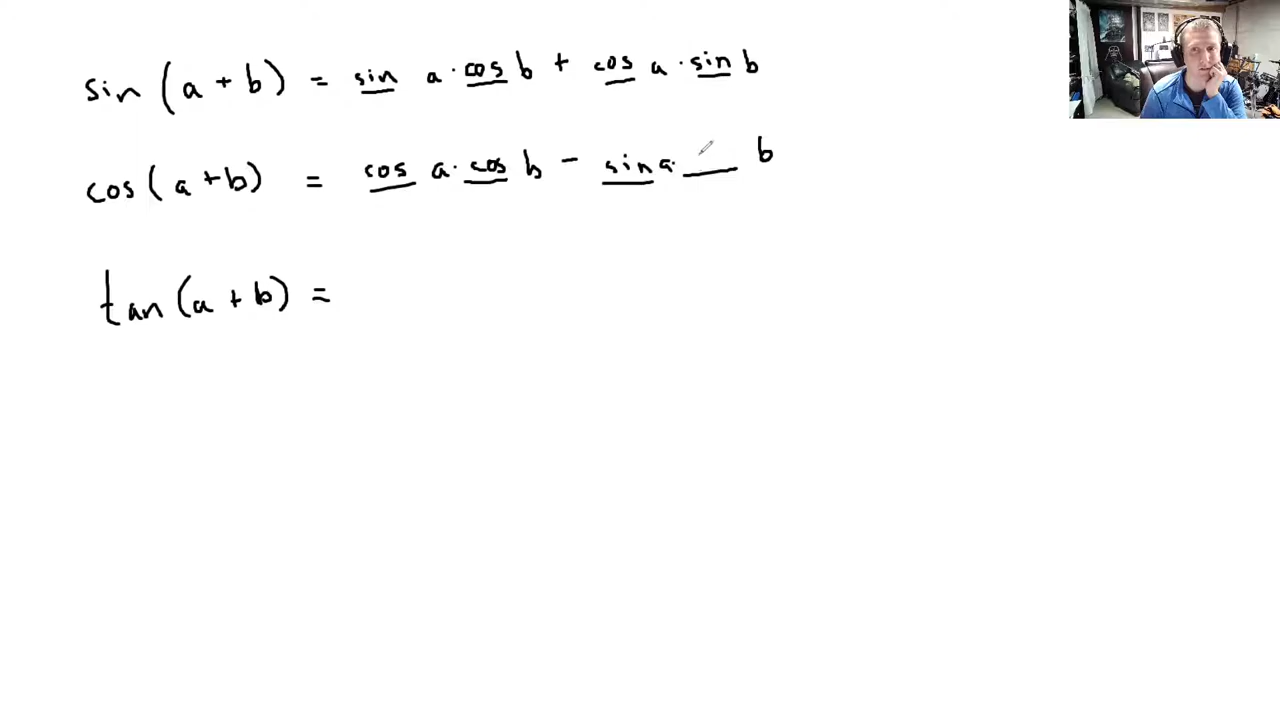 sin (a + b) = sin a · cos b + cos a · sin b
cos (a + b) = cos a · cos b - sin a · ___ b
tan (a + b) =